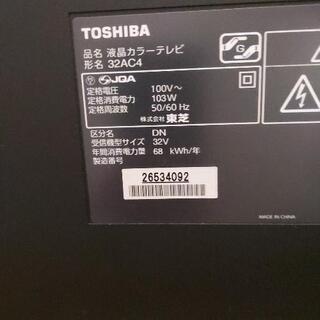 TOSHIBA
品名 液晶カラーテレビ
形名 32AC4
G
JQA
定格電圧 100V～
定格消費電力 103W
定格周波数 50/60 Hz
株式会社 東芝
区分名 DN
受信機型サイズ 32V
年間消費電力量 68 kWh/年
製造番号
26534092
MADE IN CHINA